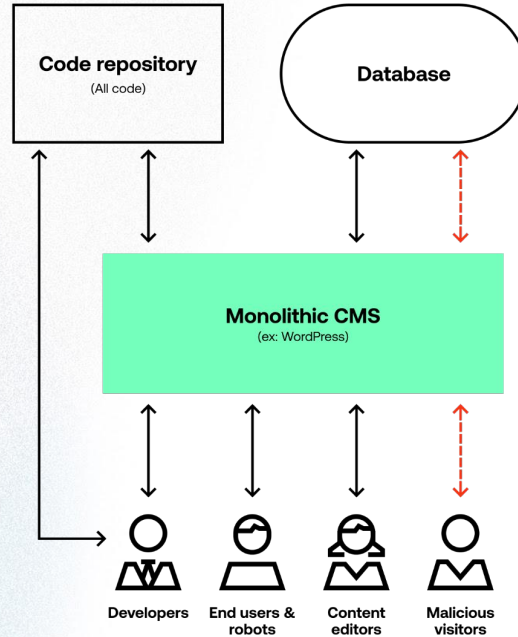 Code repository
(All code)
Database
Monolithic CMS
(ex: WordPress)
Developers
End users &
robots
Content
editors
Malicious
visitors